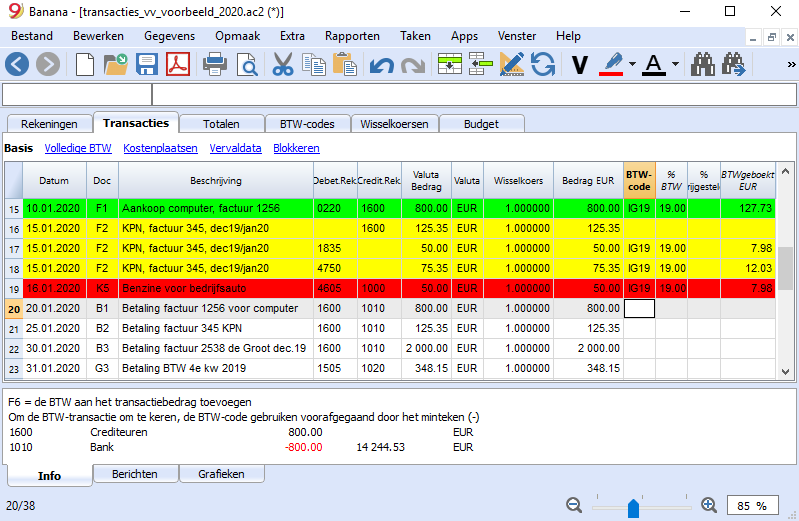 Banana - [transacties_vv_voorbeeld_2020.ac2 (*)]
Bestand Bewerken Gegevens Opmaak Extra Rapporten Taken Apps Venster Help
V A »
Rekeningen Transacties Totalen BTW-codes Wisselkoersen Budget
Basis Volledige BTW Kostenplaatsen Vervaldata Blokkeren
Datum Doc Beschrijving Debet.Rek. Credit.Rek. Valuta Bedrag Valuta Wisselkoers Bedrag EUR BTW-code % BTW % rijgestel BTWgeboekt EUR
15 10.01.2020 F1 Aankoop computer, factuur 1256 0220 1600 800.00 EUR 1.000000 800.00 IG19 19.00 127.73
16 15.01.2020 F2 KPN, factuur 345, dec19/jan20 1600 125.35 EUR 1.000000 125.35
17 15.01.2020 F2 KPN, factuur 345, dec19/jan20 1835 50.00 EUR 1.000000 50.00 IG19 19.00 7.98
18 15.01.2020 F2 KPN, factuur 345, dec19/jan20 4750 75.35 EUR 1.000000 75.35 IG19 19.00 12.03
19 16.01.2020 K5 Benzine voor bedrijfsauto 4605 1000 50.00 EUR 1.000000 50.00 IG19 19.00 7.98
20 20.01.2020 B1 Betaling factuur 1256 voor computer 1600 1010 800.00 EUR 1.000000 800.00
21 25.01.2020 B2 Betaling factuur 345 KPN 1600 1010 125.35 EUR 1.000000 125.35
22 30.01.2020 B3 Betaling factuur 2538 de Groot dec.19 1600 1010 2 000.00 EUR 1.000000 2 000.00
23 31.01.2020 G3 Betaling BTW 4e kw 2019 1505 1020 348.15 EUR 1.000000 348.15
F6 = de BTW aan het transactiebedrag toevoegen
Om de BTW-transactie om te keren, de BTW-code gebruiken voorafgegaand door het minteken (-)
1600 Crediteuren 800.00 EUR
1010 Bank -800.00 14 244.53 EUR
Info Berichten Grafieken
20/38 85 %